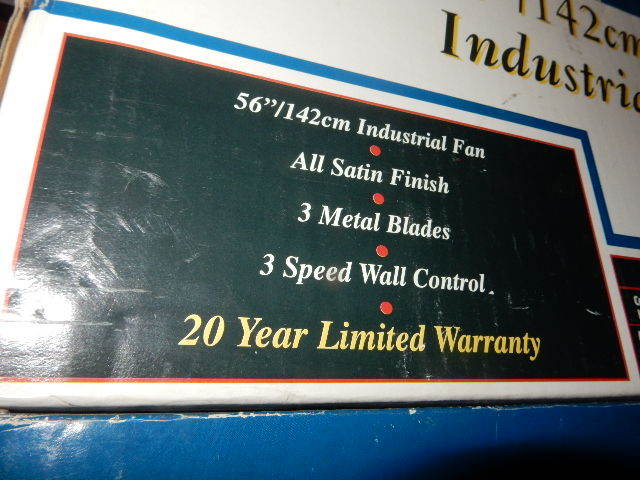 /142cm
Industria
56”/142cm Industrial Fan
All Satin Finish
3 Metal Blades
3 Speed Wall Control
20 Year Limited Warranty